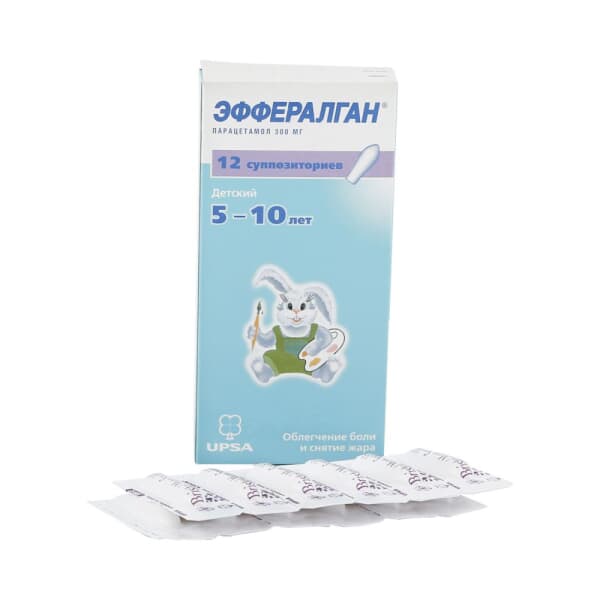 ЭФФЕРАЛГАН®
ПАРАЦЕТАМОЛ 300 МГ
12 суппозиториев
Детский
5 – 10 лет
UPSA
Облегчение боли
и снятие жара